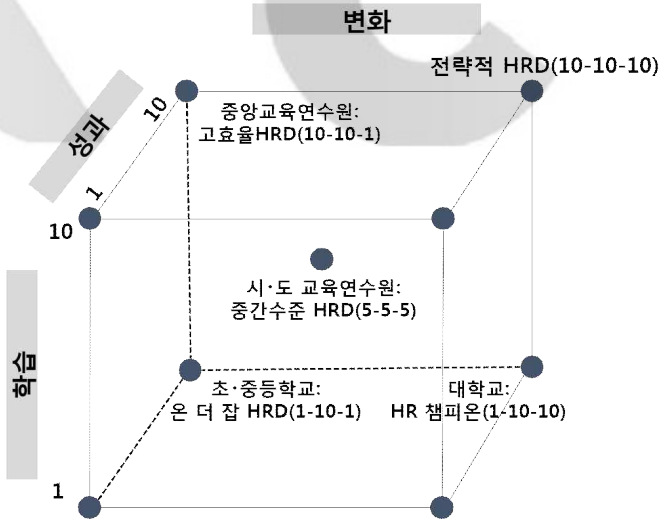 변화
전략적 HRD(10-10-10)
성과
10
1
중앙교육연수원:
고효율HRD(10-10-1)
10
시·도 교육연수원:
중간수준 HRD(5-5-5)
학습
초·중등학교:
온 더 잡 HRD(1-10-1)
대학교:
HR 챔피온(1-10-10)
1